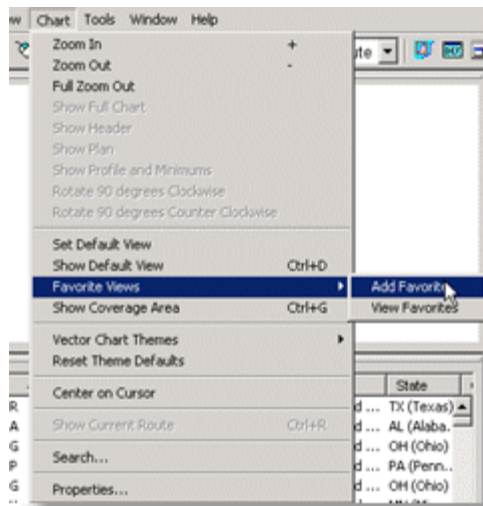 Chart Tools Window Help
Zoom In +
Zoom Out -
Full Zoom Out
Show Full Chart
Show Header
Show Plan
Show Profile and Minimums
Rotate 90 degrees Clockwise
Rotate 90 degrees Counter Clockwise
Set Default View
Show Default View Ctrl+D
Favorite Views
Add Favorite
Show Coverage Area Ctrl+G
View Favorites
Vector Chart Themes
Reset Theme Defaults
Center on Cursor
State
R d ... TX (Texas)
Show Current Route Ctrl+R
A d ... AL (Alaba..
G d ... OH (Ohio)
Search...
P d ... PA (Penn..
G d ... OH (Ohio)
Properties...